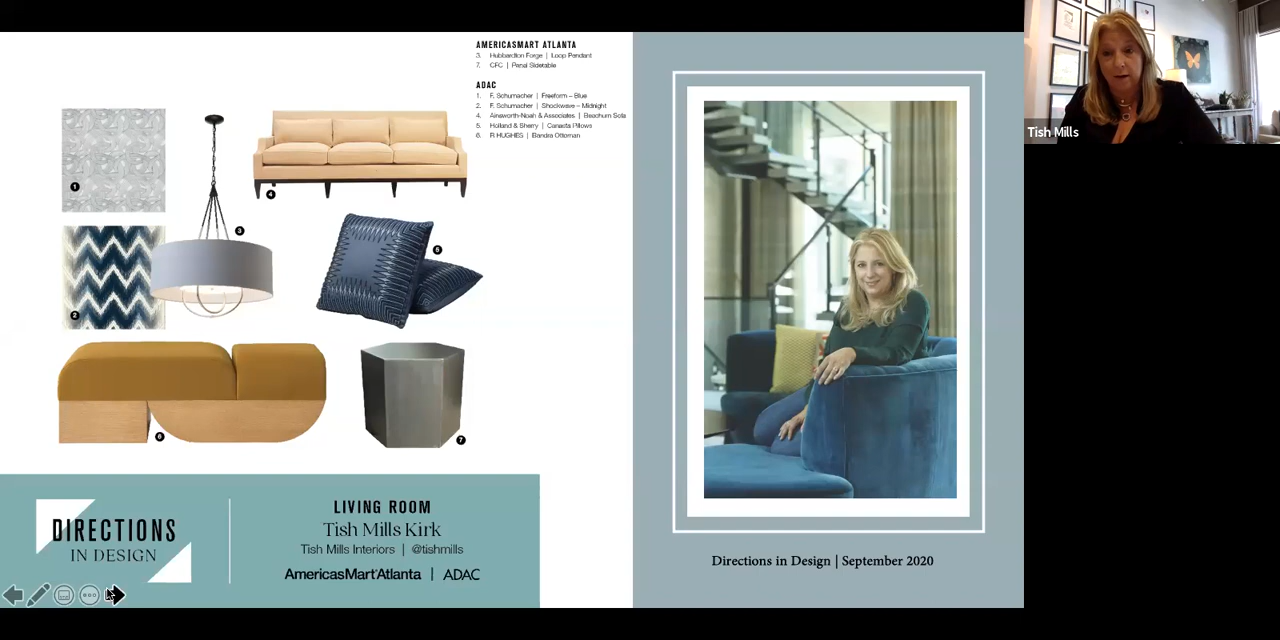 AMERICASMART ATLANTA
3. Hubbardton Forge | Loop Pendant
7. CFC | Penal Sidetable
ADAC
1. F. Schumacher | Freeform – Blue
2. F. Schumacher | Shockwave – Midnight
4. Ainsworth-Noah & Associates | Beachum Sofa
5. Holland & Sherry | Canasta Pillows
6. R HUGHES | Bandra Ottoman
1
2
3
4
5
6
7
DIRECTIONS
IN DESIGN
LIVING ROOM
Tish Mills Kirk
Tish Mills Interiors | @tishmills
AmericasMart Atlanta | ADAC
Directions in Design | September 2020
Tish Mills